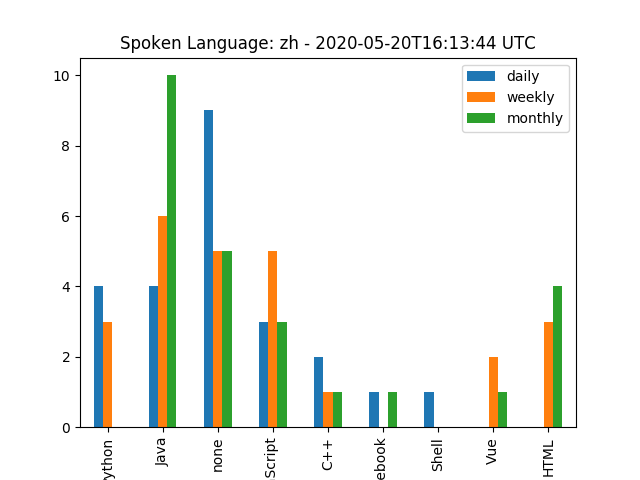 Spoken Language: zh - 2020-05-20T16:13:44 UTC
daily
weekly
monthly
10
8
6
4
2
0
ython
Java
none
Script
C++
ebook
Shell
Vue
HTML